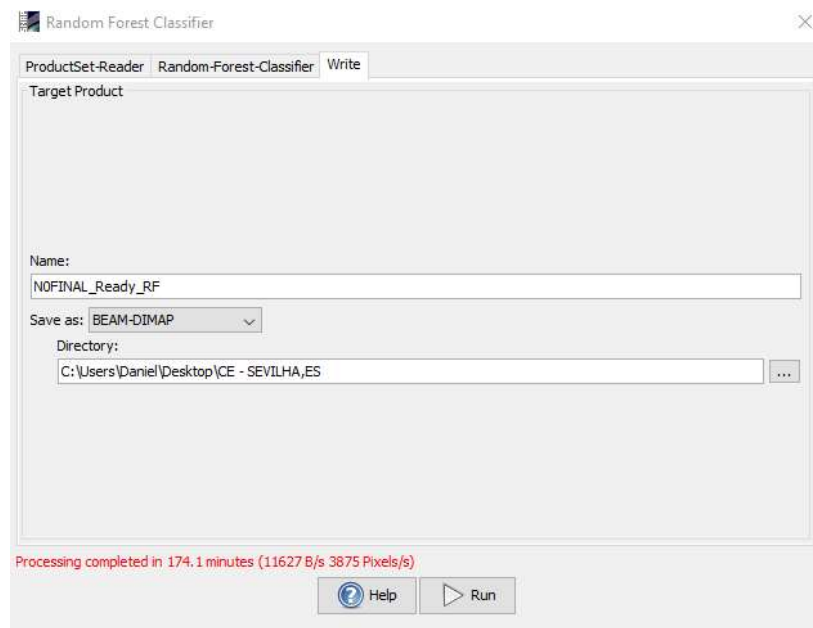 Random Forest Classifier
ProductSet-Reader Random-Forest-Classifier Write
Target Product
Name:
N0FINAL_Ready_RF
Save as: BEAM-DIMAP
Directory:
C:\Users\Daniel\Desktop\CE - SEVILHA,ES
...
Processing completed in 174.1 minutes (11627 B/s 3875 Pixels/s)
Help Run